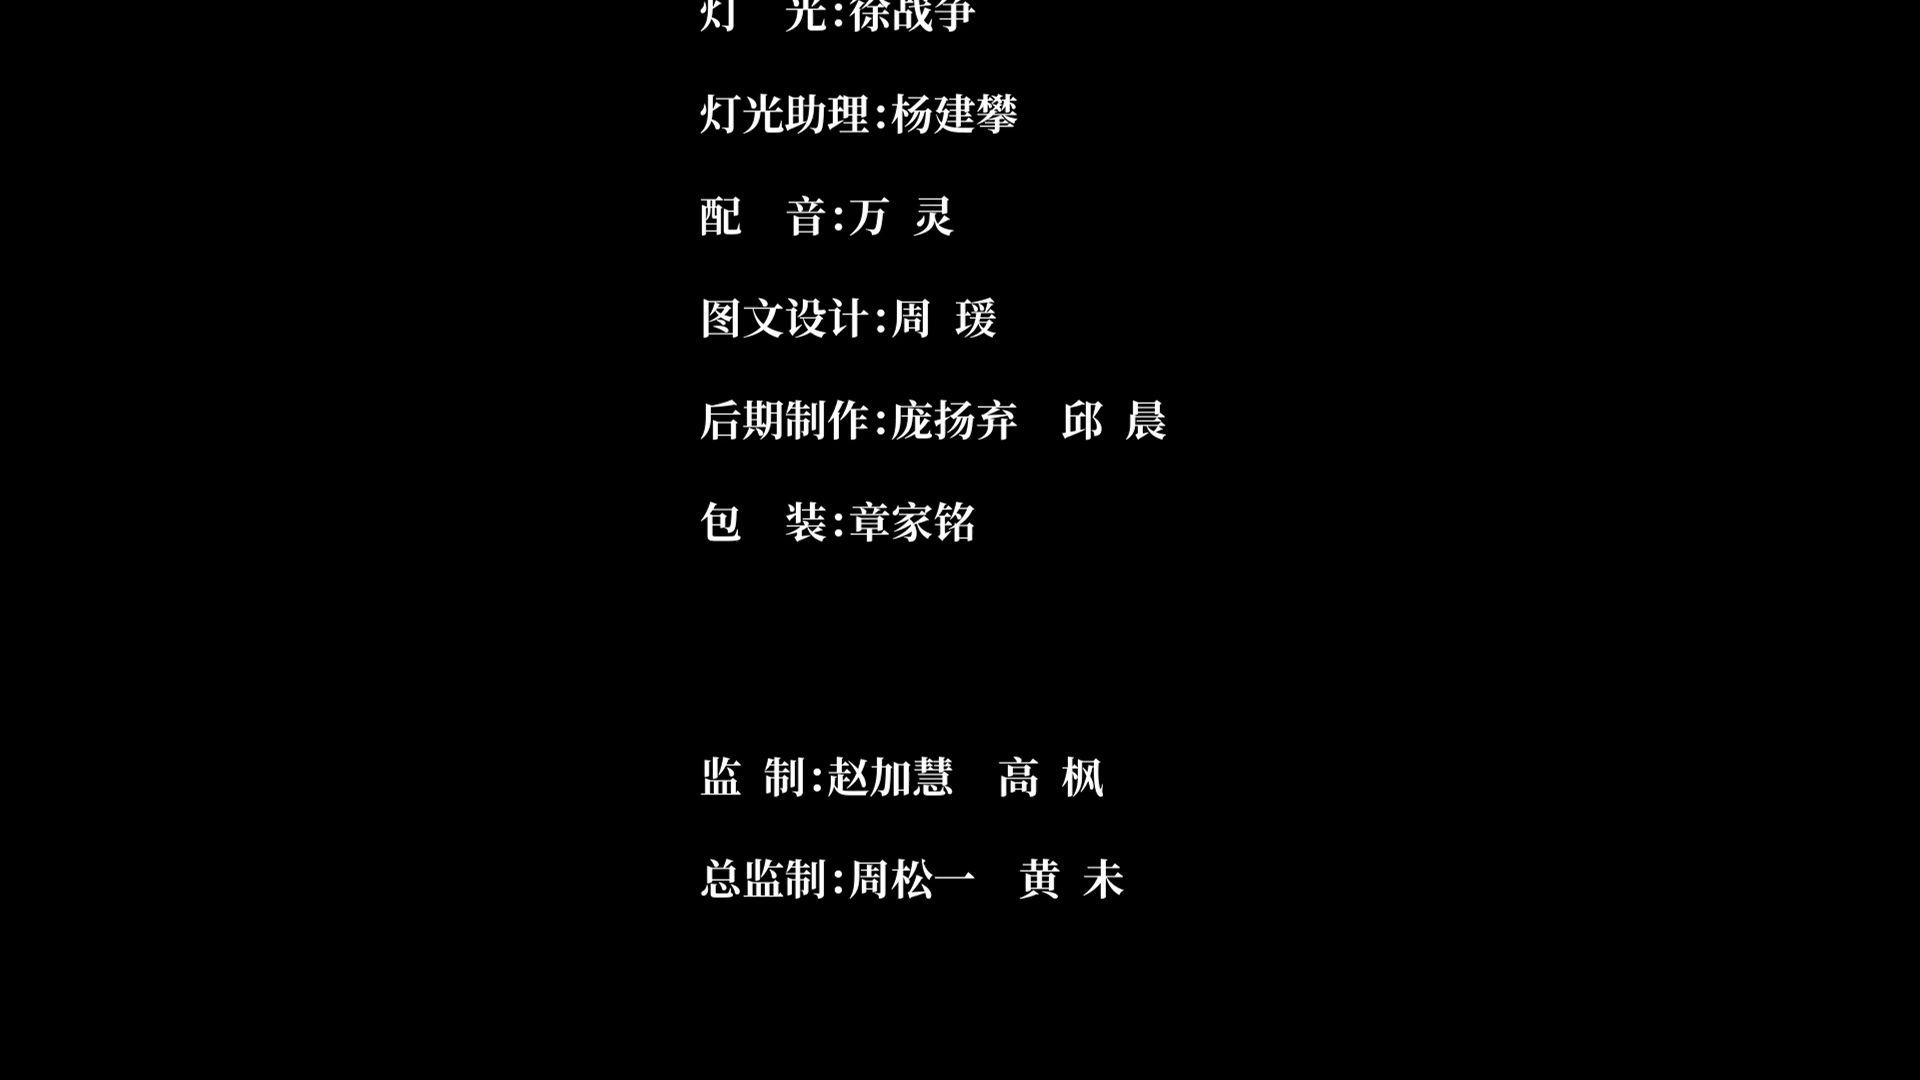 灯　光:徐战争
灯光助理:杨建攀
配　音:万 灵
图文设计:周 瑗
后期制作:庞扬弃　邱 晨
包　装:章家铭
监 制:赵加慧　高 枫
总监制:周松一　黄 未